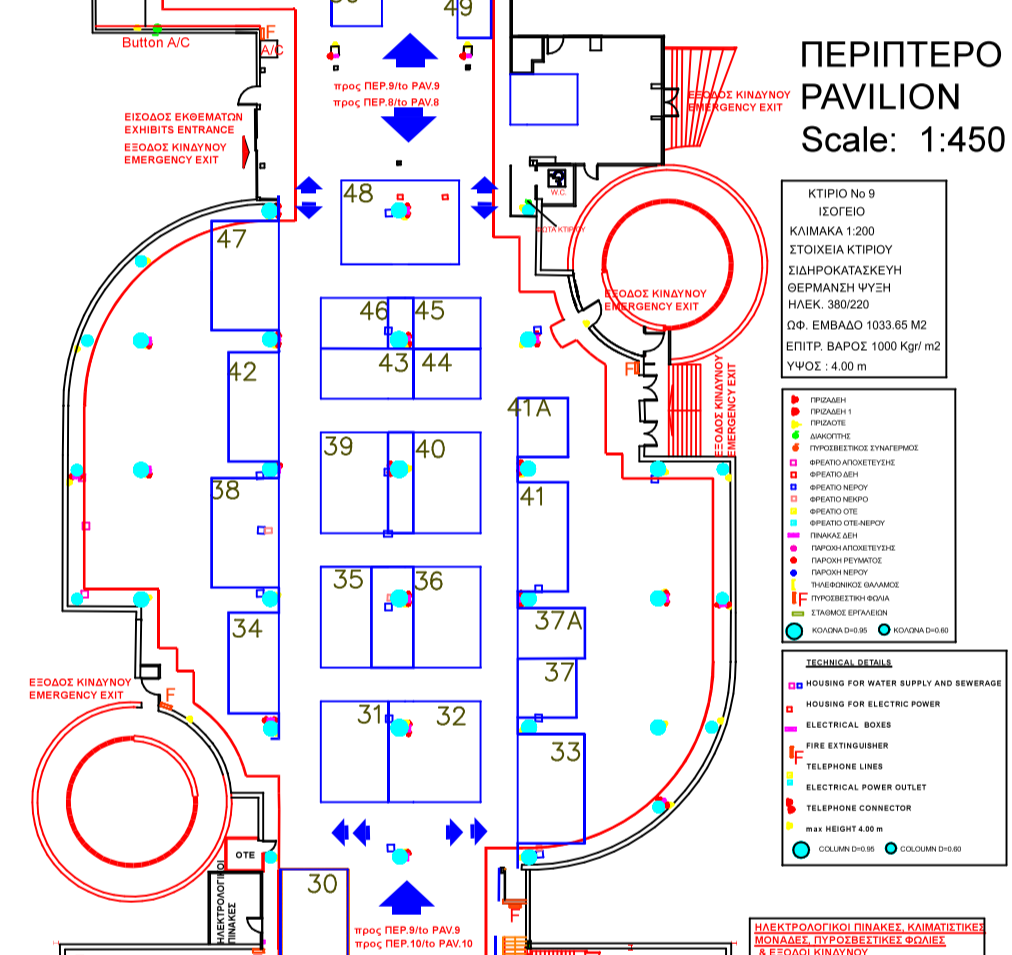 49
Button A/C
F
A/C
προς ΠΕΡ.9/to PAV.9
προς ΠΕΡ.8/to PAV.8
ΕΙΣΟΔΟΣ ΕΚΘΕΜΑΤΩΝ
EXHIBITS ENTRANCE
ΕΞΟΔΟΣ ΚΙΝΔΥΝΟΥ
EMERGENCY EXIT
ΕΞΟΔΟΣ ΚΙΝΔΥΝΟΥ
EMERGENCY EXIT
ΠΕΡΙΠΤΕΡΟ
PAVILION
Scale: 1:450
W.C.
48
47
46
45
43
44
42
41A
39
40
38
41
35
36
34
37A
37
31
32
33
30
ΕΞΟΔΟΣ ΚΙΝΔΥΝΟΥ
EMERGENCY EXIT
F
ΕΞΟΔΟΣ ΚΙΝΔΥΝΟΥ
EMERGENCY EXIT
ΕΞΟΔΟΣ ΚΙΝΔΥΝΟΥ
EMERGENCY EXIT
F
ΟΤΕ
ΗΛΕΚΤΡΟΛΟΓΙΚΟΙ
ΠΙΝΑΚΕΣ
προς ΠΕΡ.9/to PAV.9
προς ΠΕΡ.10/to PAV.10
F
ΚΤΙΡΙΟ Νο 9
ΙΣΟΓΕΙΟ
ΚΛΙΜΑΚΑ 1:200
ΣΤΟΙΧΕΙΑ ΚΤΙΡΙΟΥ
ΣΙΔΗΡΟΚΑΤΑΣΚΕΥΗ
ΘΕΡΜΑΝΣΗ ΨΥΞΗ
ΗΛΕΚ. 380/220
ΩΦ. ΕΜΒΑΔΟ 1033.65 Μ2
ΕΠΙΤΡ. ΒΑΡΟΣ 1000 Kgr/ m2
ΥΨΟΣ : 4.00 m
ΠΡΙΖΑΔΕΗ
ΠΡΙΖΑΔΕΗ 1
ΠΡΙΖΑΟΤΕ
ΔΙΑΚΟΠΤΗΣ
ΠΥΡΟΣΒΕΣΤΙΚΟΣ ΣΥΝΑΓΕΡΜΟΣ
ΦΡΕΑΤΙΟ ΑΠΟΧΕΤΕΥΣΗΣ
ΦΡΕΑΤΙΟ ΔΕΗ
ΦΡΕΑΤΙΟ ΝΕΡΟΥ
ΦΡΕΑΤΙΟ ΝΕΚΡΟ
ΦΡΕΑΤΙΟ ΟΤΕ
ΦΡΕΑΤΙΟ ΟΤΕ-ΝΕΡΟΥ
ΠΙΝΑΚΑΣ ΔΕΗ
ΠΑΡΟΧΗ ΑΠΟΧΕΤΕΥΣΗΣ
ΠΑΡΟΧΗ ΡΕΥΜΑΤΟΣ
ΠΑΡΟΧΗ ΝΕΡΟΥ
ΤΗΛΕΦΩΝΙΚΟΣ ΘΑΛΑΜΟΣ
F ΠΥΡΟΣΒΕΣΤΙΚΗ ΦΩΛΙΑ
ΣΤΑΘΜΟΣ ΕΡΓΑΛΕΙΩΝ
ΚΟΛΩΝΑ D=0.95 ΚΟΛΩΝΑ D=0.60
TECHNICAL DETAILS
HOUSING FOR WATER SUPPLY AND SEWERAGE
HOUSING FOR ELECTRIC POWER
ELECTRICAL BOXES
F FIRE EXTINGUISHER
TELEPHONE LINES
ELECTRICAL POWER OUTLET
TELEPHONE CONNECTOR
max HEIGHT 4.00 m
COLUMN D=0.95 COLOUMN D=0.60
ΗΛΕΚΤΡΟΛΟΓΙΚΟΙ ΠΙΝΑΚΕΣ, ΚΛΙΜΑΤΙΣΤΙΚΕΣ
ΜΟΝΑΔΕΣ, ΠΥΡΟΣΒΕΣΤΙΚΕΣ ΦΩΛΙΕΣ
& ΕΞΟΔΟΙ ΚΙΝΔΥΝΟΥ